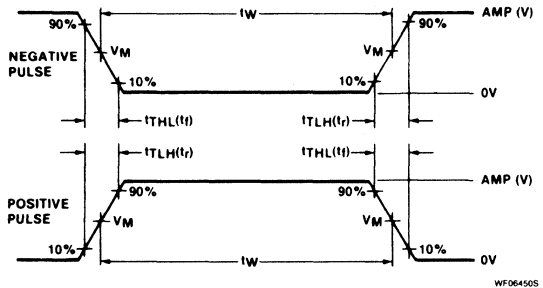 tW
AMP (V)
90%
90%
NEGATIVE
PULSE
VM
VM
10%
10%
0V
tTHL(tf)
tTLH(tr)
tTLH(tr)
tTHL(tf)
AMP (V)
POSITIVE
PULSE
90%
90%
VM
VM
10%
10%
tW
0V
WF06450S